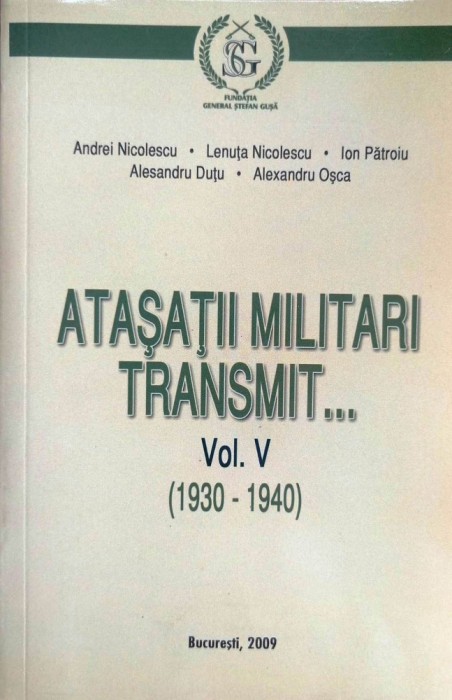 SG
FUNDAȚIA
GENERAL ȘTEFAN GUȘĂ
Andrei Nicolescu • Lenuța Nicolescu • Ion Pătroiu
Alesandru Duțu • Alexandru Oșca
ATAȘAȚII MILITARI
TRANSMIT...
Vol. V
(1930 - 1940)
București, 2009